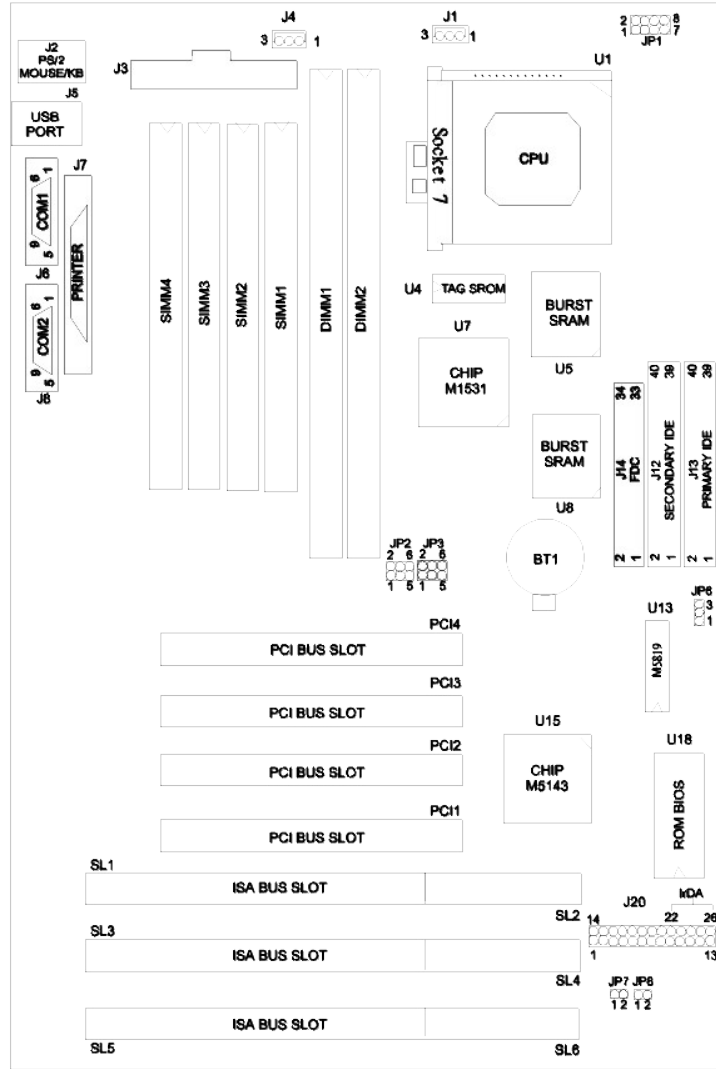 J4
3 1
J1
3 1
2 8
1 7
JP1
J2
PS/2
MOUSE/KB
J3
U1
J5
USB
PORT
Socket 7
CPU
J7
6 1
COM1
9 5
J6
PRINTER
6 1
COM2
9 5
J8
SIMM4
SIMM3
SIMM2
SIMM1
DIMM1
DIMM2
U4
TAG SROM
BURST
SRAM
U5
U7
CHIP
M1531
BURST
SRAM
U8
34 33
J14
FDC
2 1
40 39
J12
SECONDARY IDE
2 1
40 39
J13
PRIMARY IDE
2 1
JP2
2 6
1 5
JP3
2 6
1 5
BT1
JP6
3
1
U13
M5819
PCI4
PCI BUS SLOT
PCI3
PCI BUS SLOT
PCI2
PCI BUS SLOT
PCI1
PCI BUS SLOT
U15
CHIP
M5143
U18
ROM BIOS
SL1
ISA BUS SLOT
SL2
SL3
ISA BUS SLOT
SL4
SL5
ISA BUS SLOT
SL6
IrDA
J20
14 22 26
1 13
JP7 JP8
1 2 1 2